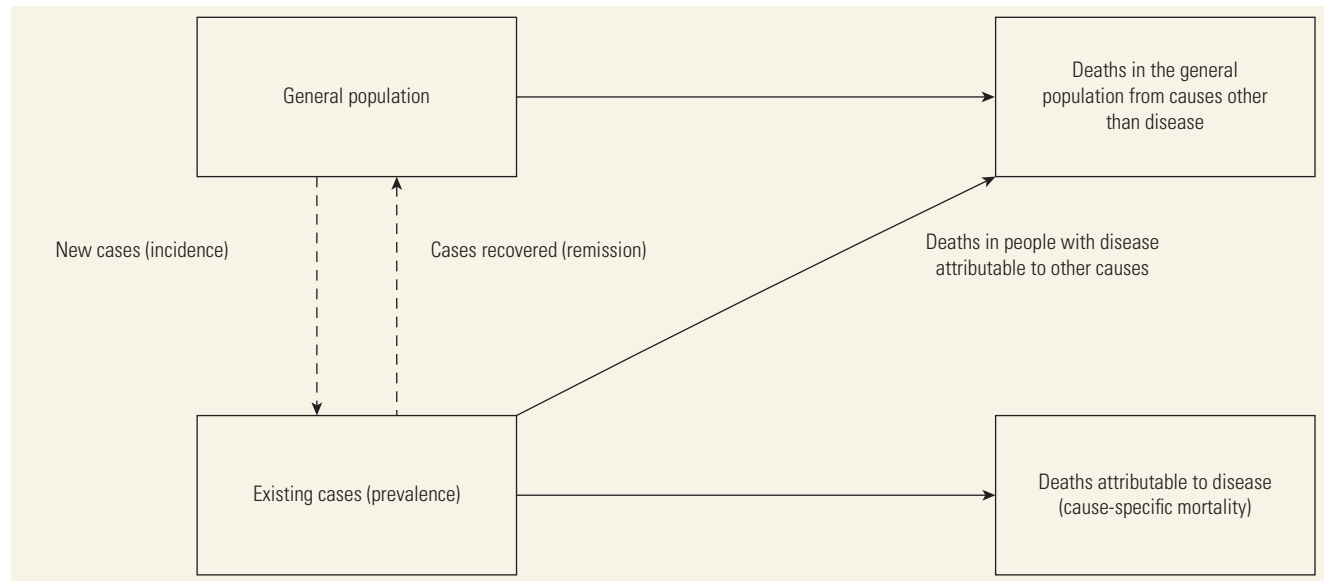 General population
Deaths in the general
population from causes other
than disease
New cases (incidence)
Cases recovered (remission)
Deaths in people with disease
attributable to other causes
Existing cases (prevalence)
Deaths attributable to disease
(cause-specific mortality)